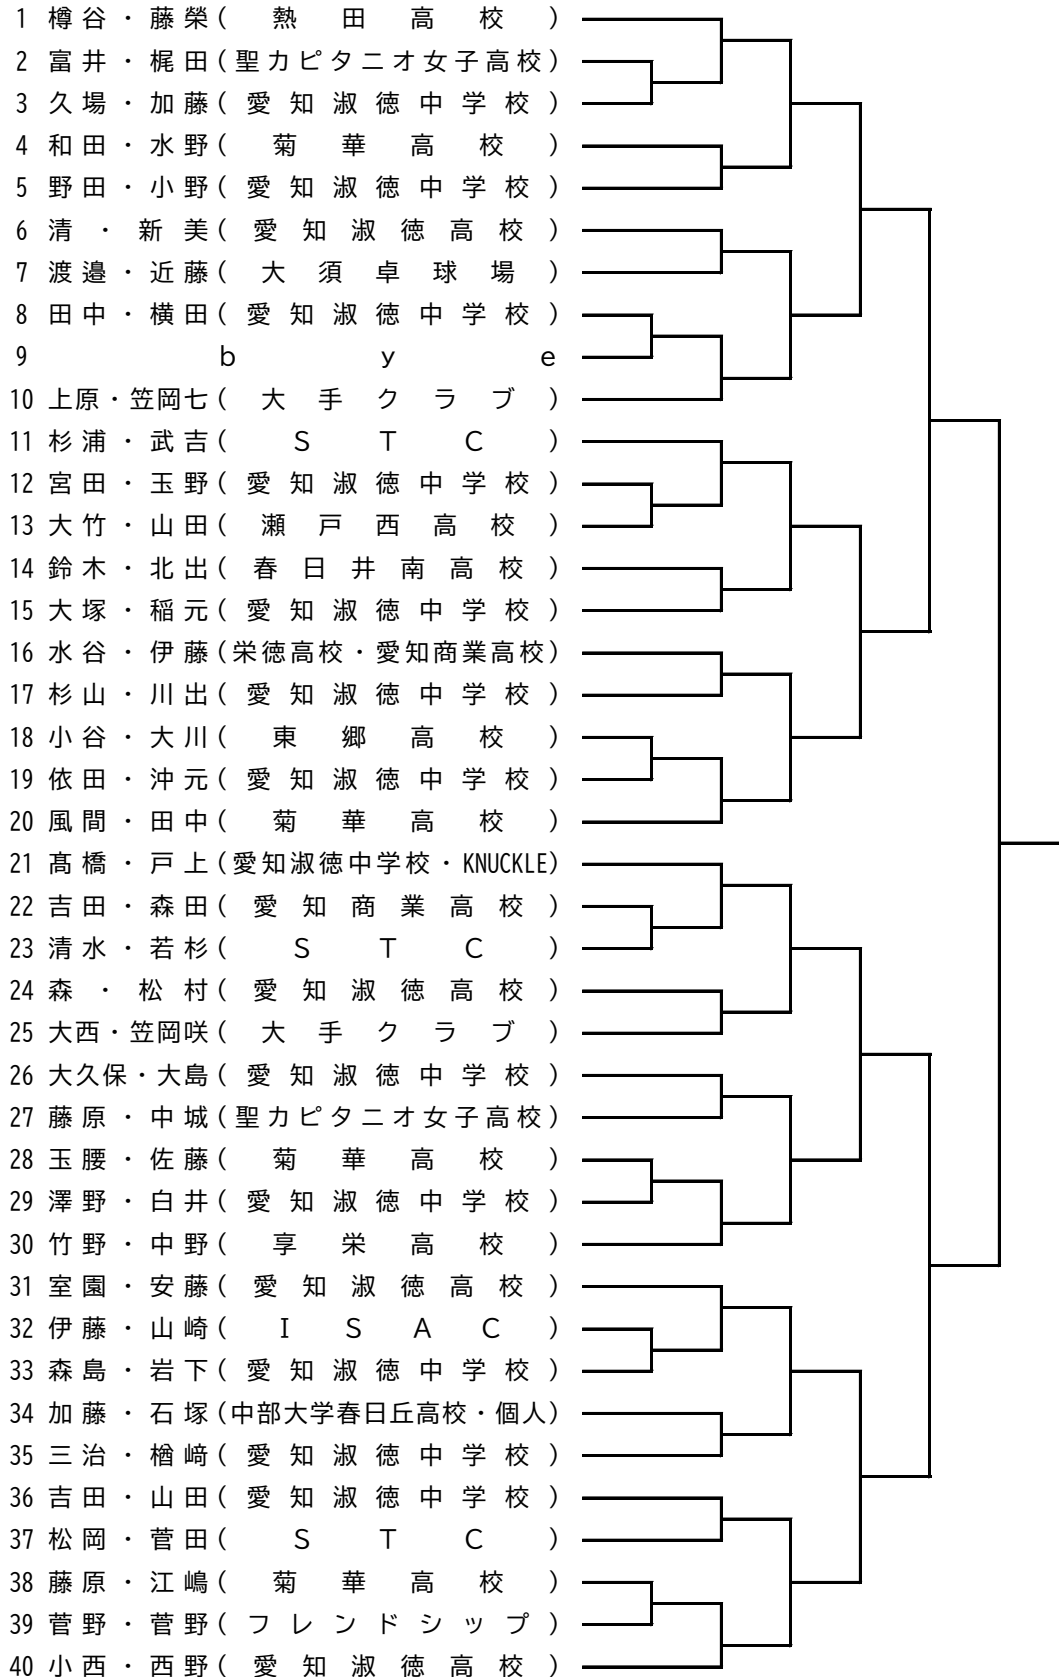 1 樽谷・藤榮(熱田高校)
2 富井・梶田(聖カピタニオ女子高校)
3 久場・加藤(愛知淑徳中学校)
4 和田・水野(菊華高校)
5 野田・小野(愛知淑徳中学校)
6 清・新美(愛知淑徳高校)
7 渡邉・近藤(大須卓球場)
8 田中・横田(愛知淑徳中学校)
9 bye
10 上原・笠岡七(大手クラブ)
11 杉浦・武吉(STC)
12 宮田・玉野(愛知淑徳中学校)
13 大竹・山田(瀬戸西高校)
14 鈴木・北出(春日井南高校)
15 大塚・稲元(愛知淑徳中学校)
16 水谷・伊藤(栄徳高校・愛知商業高校)
17 杉山・川出(愛知淑徳中学校)
18 小谷・大川(東郷高校)
19 依田・沖元(愛知淑徳中学校)
20 風間・田中(菊華高校)
21 髙橋・戸上(愛知淑徳中学校・KNUCKLE)
22 吉田・森田(愛知商業高校)
23 清水・若杉(STC)
24 森・松村(愛知淑徳高校)
25 大西・笠岡咲(大手クラブ)
26 大久保・大島(愛知淑徳中学校)
27 藤原・中城(聖カピタニオ女子高校)
28 玉腰・佐藤(菊華高校)
29 澤野・白井(愛知淑徳中学校)
30 竹野・中野(享栄高校)
31 室園・安藤(愛知淑徳高校)
32 伊藤・山崎(ISAC)
33 森島・岩下(愛知淑徳中学校)
34 加藤・石塚(中部大学春日丘高校・個人)
35 三治・楢﨑(愛知淑徳中学校)
36 吉田・山田(愛知淑徳中学校)
37 松岡・菅田(STC)
38 藤原・江嶋(菊華高校)
39 菅野・菅野(フレンドシップ)
40 小西・西野(愛知淑徳高校)